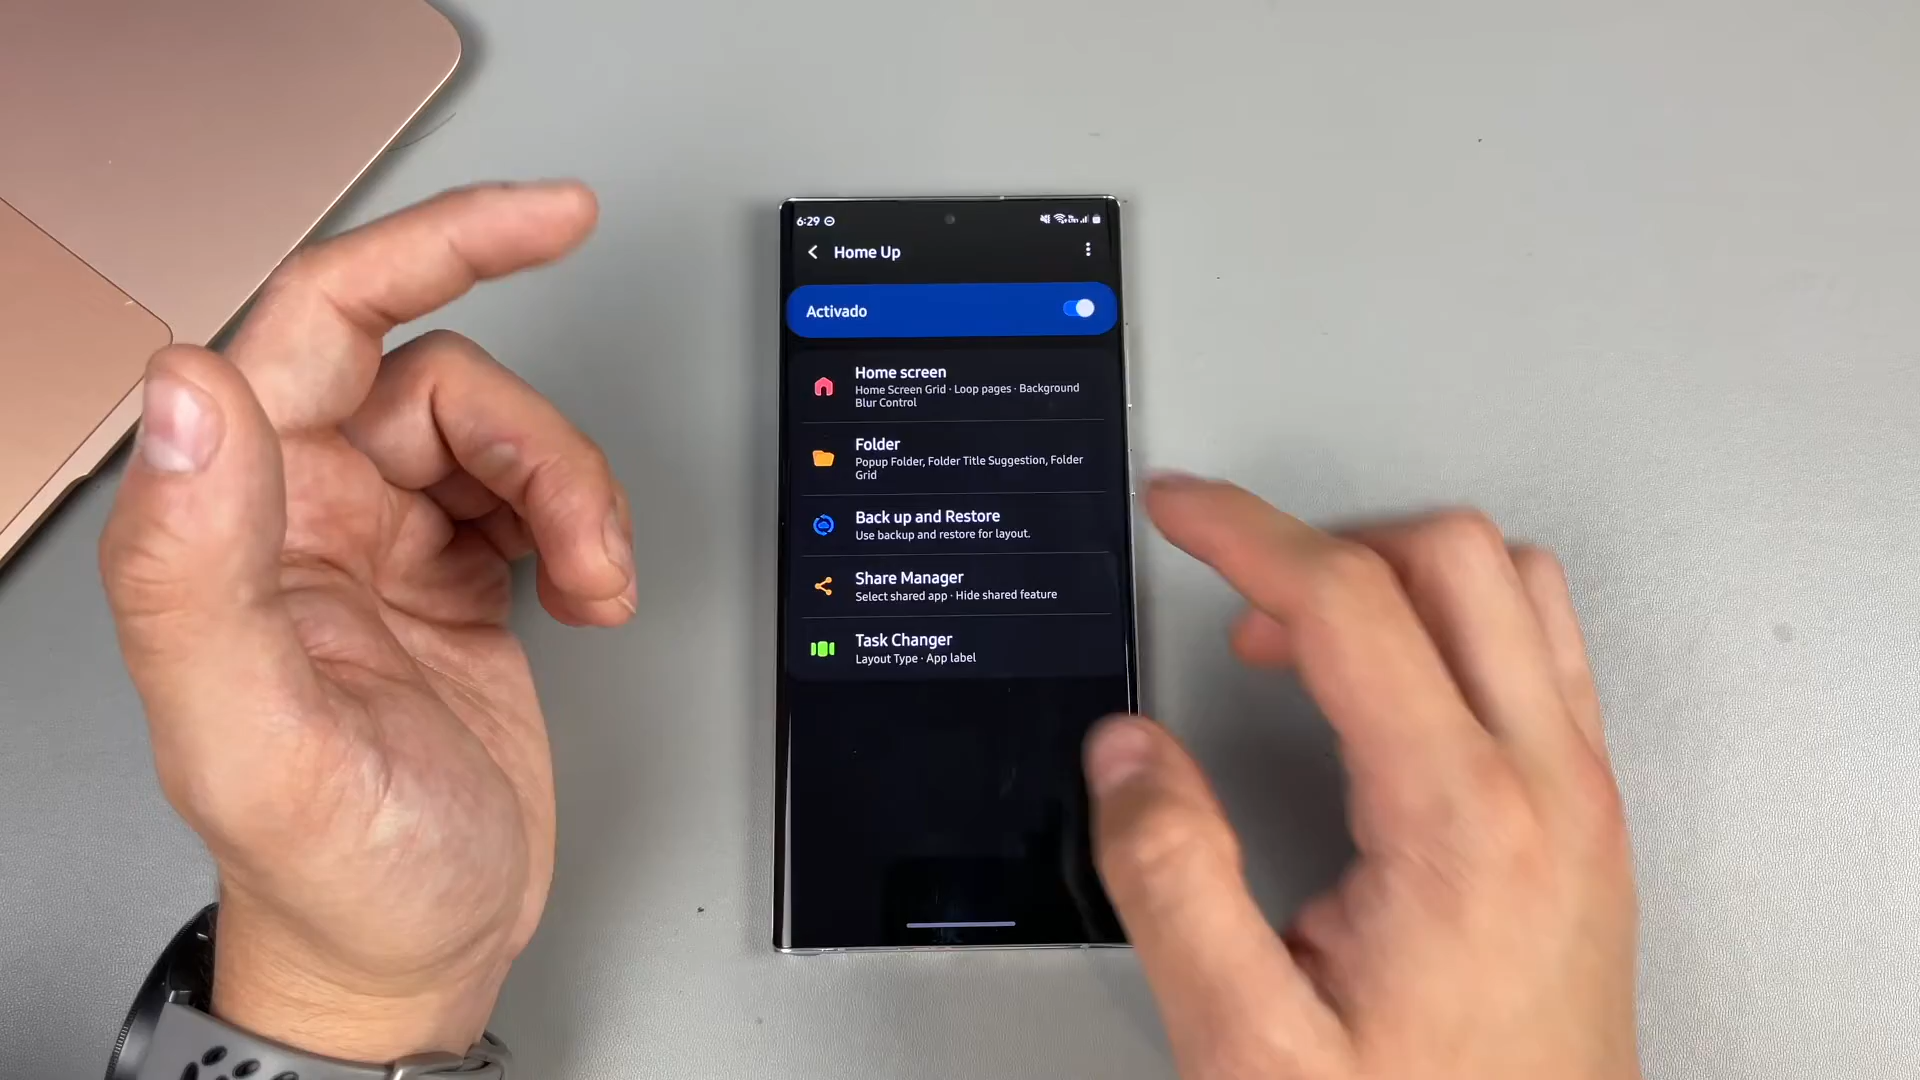 6:29
Home Up
Activado
Home screen
Home Screen Grid · Loop pages · Background
Blur Control
Folder
Popup Folder, Folder Title Suggestion, Folder
Grid
Back up and Restore
Use backup and restore for layout.
Share Manager
Select shared app · Hide shared feature
Task Changer
Layout Type · App label